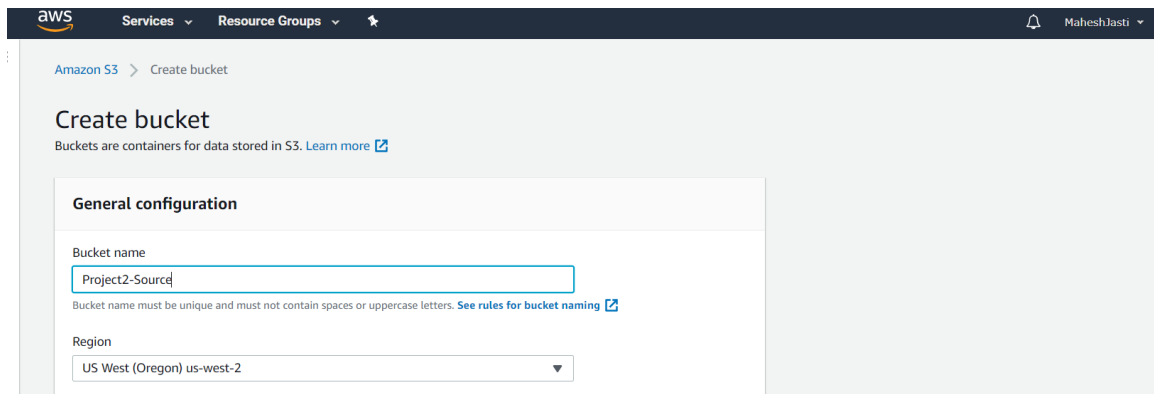 aws Services Resource Groups MaheshJasti
Amazon S3 > Create bucket
Create bucket
Buckets are containers for data stored in S3. Learn more
General configuration
Bucket name
Project2-Source
Bucket name must be unique and must not contain spaces or uppercase letters. See rules for bucket naming
Region
US West (Oregon) us-west-2